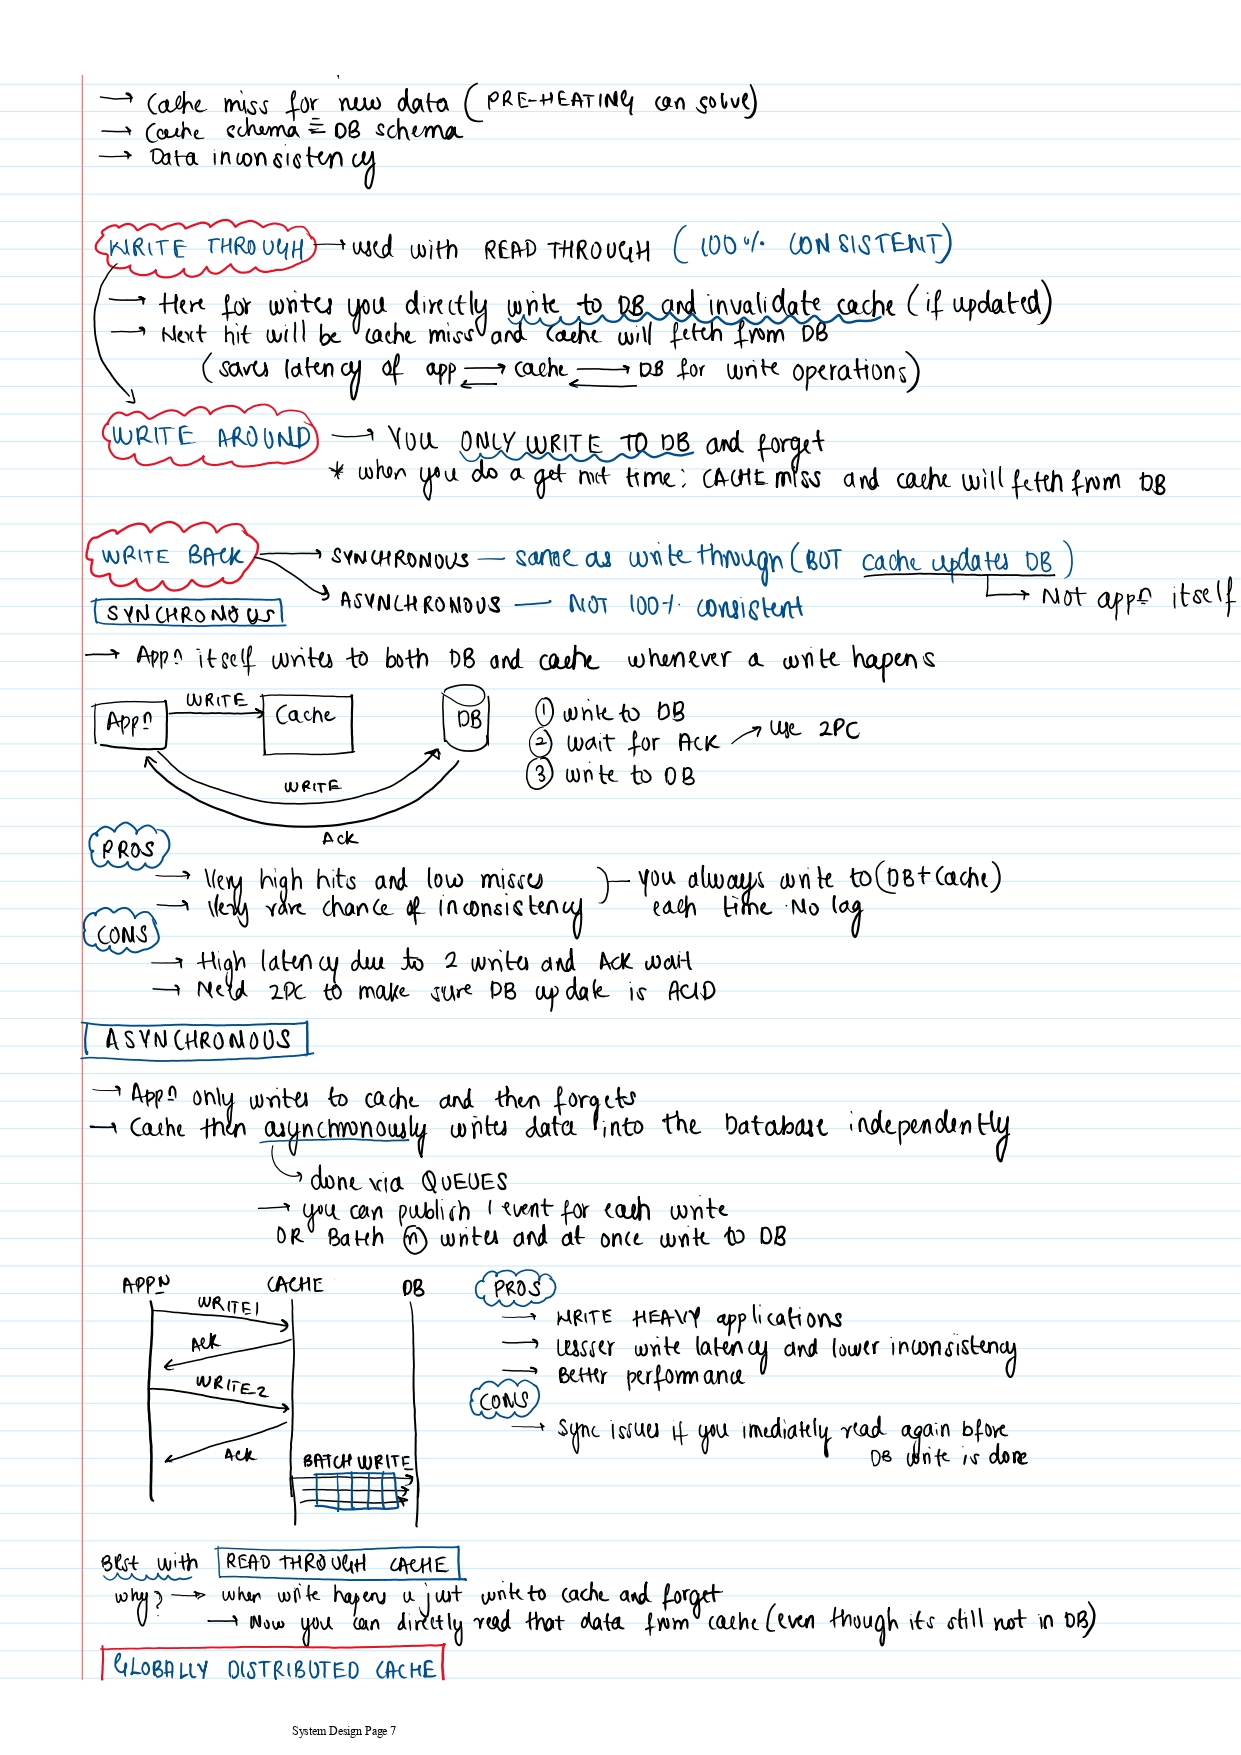 → Cache miss for new data (PRE-HEATING can solve)
→ Cache schema ≡ DB schema
→ Data inconsistency
WRITE THROUGH → used with READ THROUGH (100% CONSISTENT)
→ Here for writes you directly write to DB and invalidate cache (if updated)
→ Next hit will be cache miss and cache will fetch from DB
(saves latency of app ⇄ cache ⇄ DB for write operations)
WRITE AROUND → YOU ONLY WRITE TO DB and forget
* when you do a get nxt time: CACHE miss and cache will fetch from DB
WRITE BACK → SYNCHRONOUS — same as write through (BUT cache updates DB)
→ Not appn itself
→ ASYNCHRONOUS — NOT 100% consistent
SYNCHRONOUS
→ Appn itself writes to both DB and cache whenever a write hapens
Appn WRITE Cache DB
WRITE
Ack
① write to DB
② wait for ACK → use 2PC
③ write to DB
PROS
→ Very high hits and low misses
→ Very rare chance of inconsistency
you always write to (DB+Cache)
each time. No lag
CONS
→ High latency due to 2 writes and Ack wait
→ Need 2PC to make sure DB update is ACID
ASYNCHRONOUS
→ Appn only writes to cache and then forgets
→ Cache then asynchronously writes data into the Database independently
→ done via QUEUES
→ you can publish 1 event for each write
OR Batch n writes and at once write to DB
APPN CACHE DB
WRITE1
Ack
WRITE2
Ack
BATCH WRITE
PROS
→ WRITE HEAVY applications
→ Lessser write latency and lower inconsistency
→ Better performance
CONS
→ Sync issues if you imediately read again bfore
DB write is done
Best with READ THROUGH CACHE
why? → when write hapens u just write to cache and forget
→ Now you can directly read that data from cache (even though its still not in DB)
GLOBALLY DISTRIBUTED CACHE
System Design Page 7